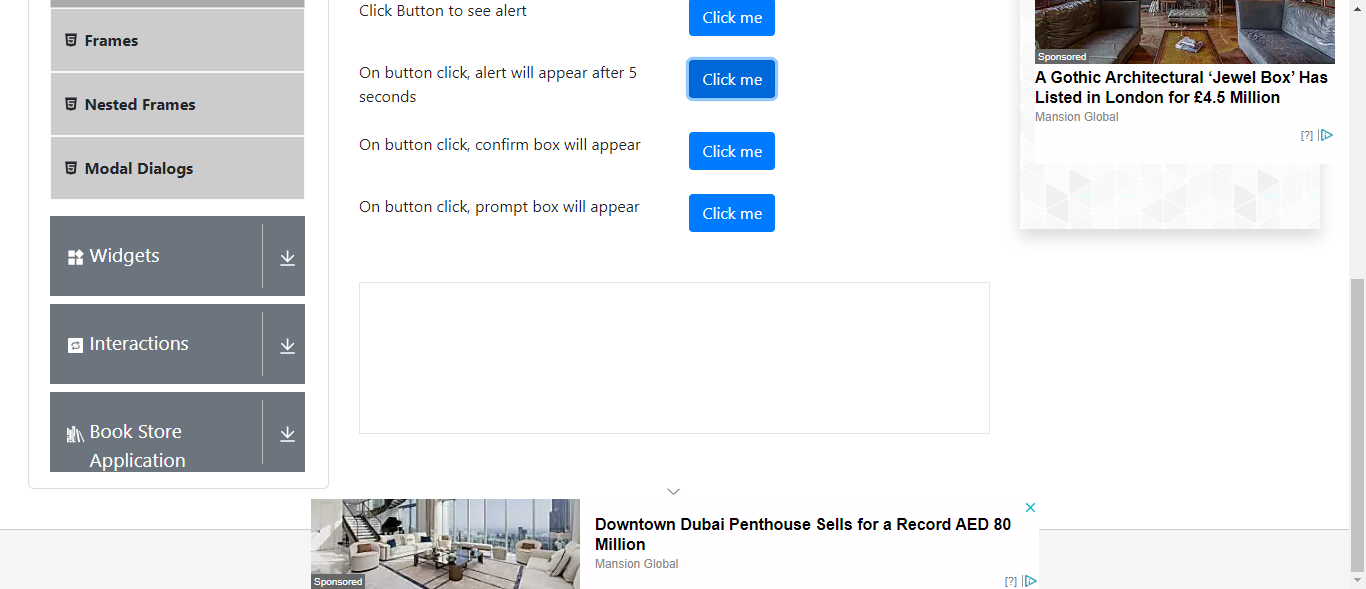 Frames
Nested Frames
Modal Dialogs
Widgets
Interactions
Book Store
Application
Click Button to see alert
Click me
On button click, alert will appear after 5
seconds
Click me
On button click, confirm box will appear
Click me
On button click, prompt box will appear
Click me
Sponsored
A Gothic Architectural ‘Jewel Box’ Has
Listed in London for £4.5 Million
Mansion Global
[?]
Sponsored
Downtown Dubai Penthouse Sells for a Record AED 80
Million
Mansion Global
[?]